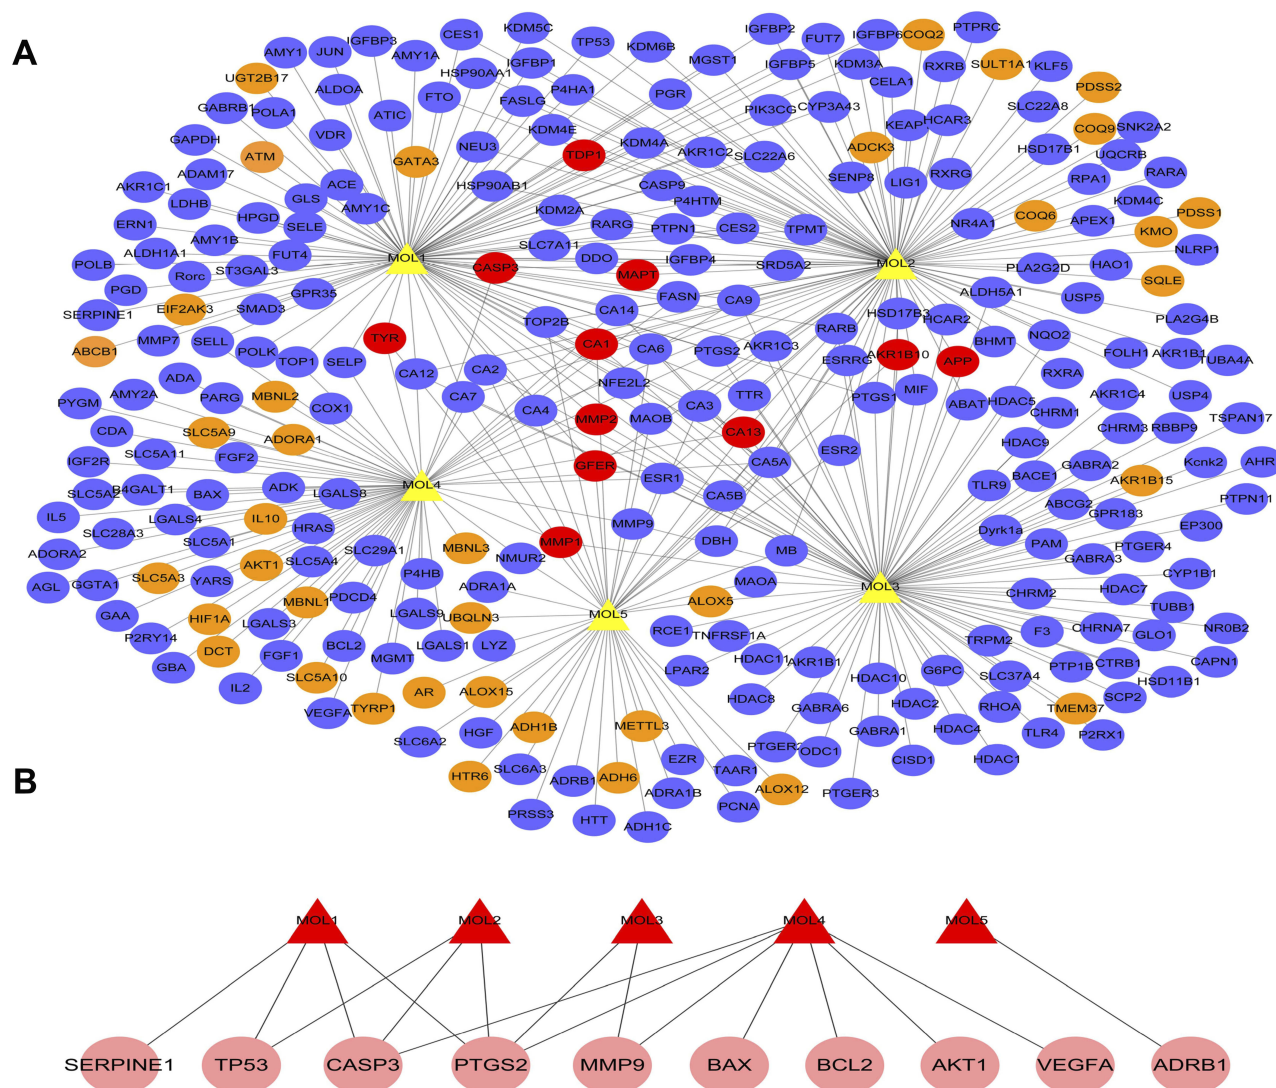 A
AMY1
JUN
IGFBP3
AMY1A
CES1
KDM5C
TP53
KDM6B
IGFBP2
FUT7
IGFBP6
COQ2
PTPRC
UGT2B17
ALDOA
HSP90AA1
IGFBP1
MGST1
IGFBP5
KDM3A
RXRB
SULT1A1
KLF5
GABRB1
POLA1
ATIC
FTO
FASLG
P4HA1
PGR
PIK3CG
CYP3A43
CELA1
SLC22A8
PDSS2
GAPDH
VDR
NEU3
KDM4E
KDM4A
AKR1C2
SLC22A6
ADCK3
HCAR3
HSD17B1
COQ9
SNK2A2
ATM
GATA3
TDP1
SENP8
LIG1
RXRG
UQCRB
AKR1C1
ADAM17
ACE
HSP90AB1
CASP9
P4HTM
RPA1
RARA
LDHB
HPGD
GLS
AMY1C
KDM2A
RARG
PTPN1
CES2
TPMT
NR4A1
COQ6
APEX1
KDM4C
PDSS1
ERN1
AMY1B
SELE
SLC7A11
KMO
ALDH1A1
FUT4
MOL1
DDO
IGFBP4
SRD5A2
MOL2
NLRP1
POLB
Rorc
ST3GAL3
CASP3
MAPT
PLA2G2D
HAO1
SQLE
PGD
GPR35
FASN
CA9
ALDH5A1
USP5
SERPINE1
EIF2AK3
SMAD3
CA14
HSD17B3
PLA2G4B
MMP7
SELL
TYR
TOP2B
RARB
HCAR2
NQO2
ABCB1
POLK
TOP1
SELP
CA1
CA6
PTGS2
AKR1C3
ESRRG
AKR1B10
APP
BHMT
FOLH1
AKR1B1
TUBA4A
ADA
CA12
CA2
NFE2L2
RXRA
PYGM
AMY2A
PARG
MBNL2
COX1
CA7
CA4
MMP2
MAOB
CA3
TTR
PTGS1
MIF
ABAT
HDAC5
AKR1C4
USP4
CDA
SLC5A9
ADORA1
CA13
CHRM1
TSPAN17
IGF2R
SLC5A11
FGF2
GFER
CA5A
ESR2
HDAC9
CHRM3
RBBP9
SLC5A2
B4GALT1
BAX
ADK
LGALS8
MOL4
ESR1
TLR9
BACE1
GABRA2
AKR1B15
Kcnk2
AHR
IL5
LGALS4
IL10
CA5B
ABCG2
GPR183
PTPN11
SLC28A3
SLC5A1
HRAS
MMP9
Dyrk1a
EP300
ADORA2
SLC5A4
SLC29A1
MBNL3
NMUR2
MMP1
DBH
MB
PAM
PTGER4
AGL
GGTA1
SLC5A3
YARS
AKT1
P4HB
ADRA1A
MAOA
MOL3
GABRA3
CYP1B1
GAA
MBNL1
PDCD4
ALOX5
CHRM2
HDAC7
P2RY14
HIF1A
LGALS3
LGALS9
UBQLN3
MOL5
TUBB1
GBA
DCT
FGF1
BCL2
MGMT
LGALS1
LYZ
RCE1
TNFRSF1A
TRPM2
F3
CHRNA7
GLO1
NR0B2
IL2
SLC5A10
AR
ALOX15
LPAR2
HDAC11
AKR1B1
G6PC
SLC37A4
PTP1B
CTRB1
CAPN1
VEGFA
TYRP1
HDAC8
HDAC10
HDAC2
RHOA
SCP2
HSD11B1
SLC6A2
HGF
ADH1B
METTL3
GABRA6
GABRA1
HDAC4
TLR4
TMEM37
P2RX1
HTR6
SLC6A3
ADRB1
ADH6
EZR
TAAR1
ODC1
CISD1
HDAC1
PRSS3
HTT
ADRA1B
ADH1C
PCNA
ALOX12
PTGER3
B
MOL1
MOL2
MOL3
MOL4
MOL5
SERPINE1
TP53
CASP3
PTGS2
MMP9
BAX
BCL2
AKT1
VEGFA
ADRB1